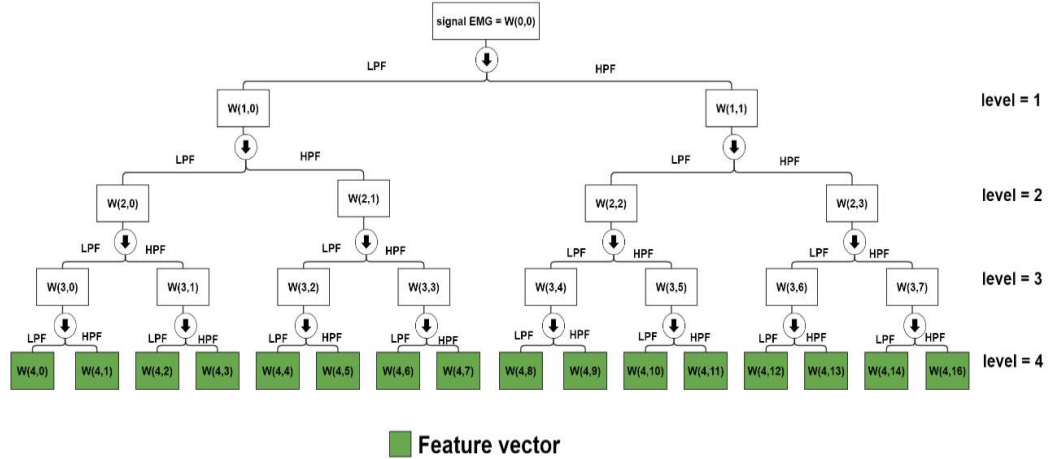 signal EMG = W(0,0)
LPF HPF
W(1,0) W(1,1) level = 1
LPF HPF LPF HPF
W(2,0) W(2,1) W(2,2) W(2,3) level = 2
LPF HPF LPF HPF LPF HPF LPF HPF
W(3,0) W(3,1) W(3,2) W(3,3) W(3,4) W(3,5) W(3,6) W(3,7) level = 3
LPF HPF LPF HPF LPF HPF LPF HPF LPF HPF LPF HPF LPF HPF LPF HPF
W(4,0) W(4,1) W(4,2) W(4,3) W(4,4) W(4,5) W(4,6) W(4,7) W(4,8) W(4,9) W(4,10) W(4,11) W(4,12) W(4,13) W(4,14) W(4,16) level = 4
Feature vector